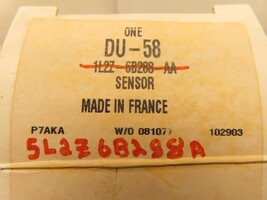 ONE
DU-58
1L2Z 6B288 AA
SENSOR
MADE IN FRANCE
P7AKA W/O 081077 102903
5L2Z6B288A